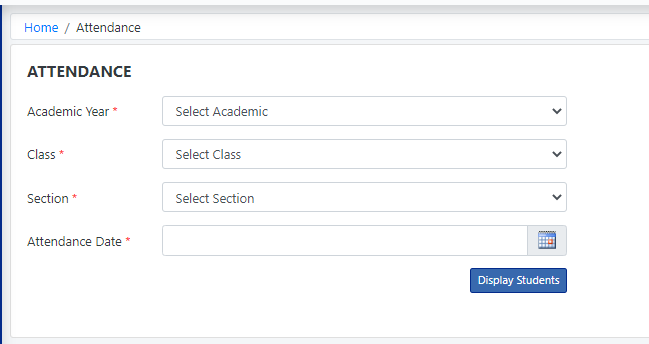 Home / Attendance
ATTENDANCE
Academic Year *
Select Academic
Class *
Select Class
Section *
Select Section
Attendance Date *
Display Students